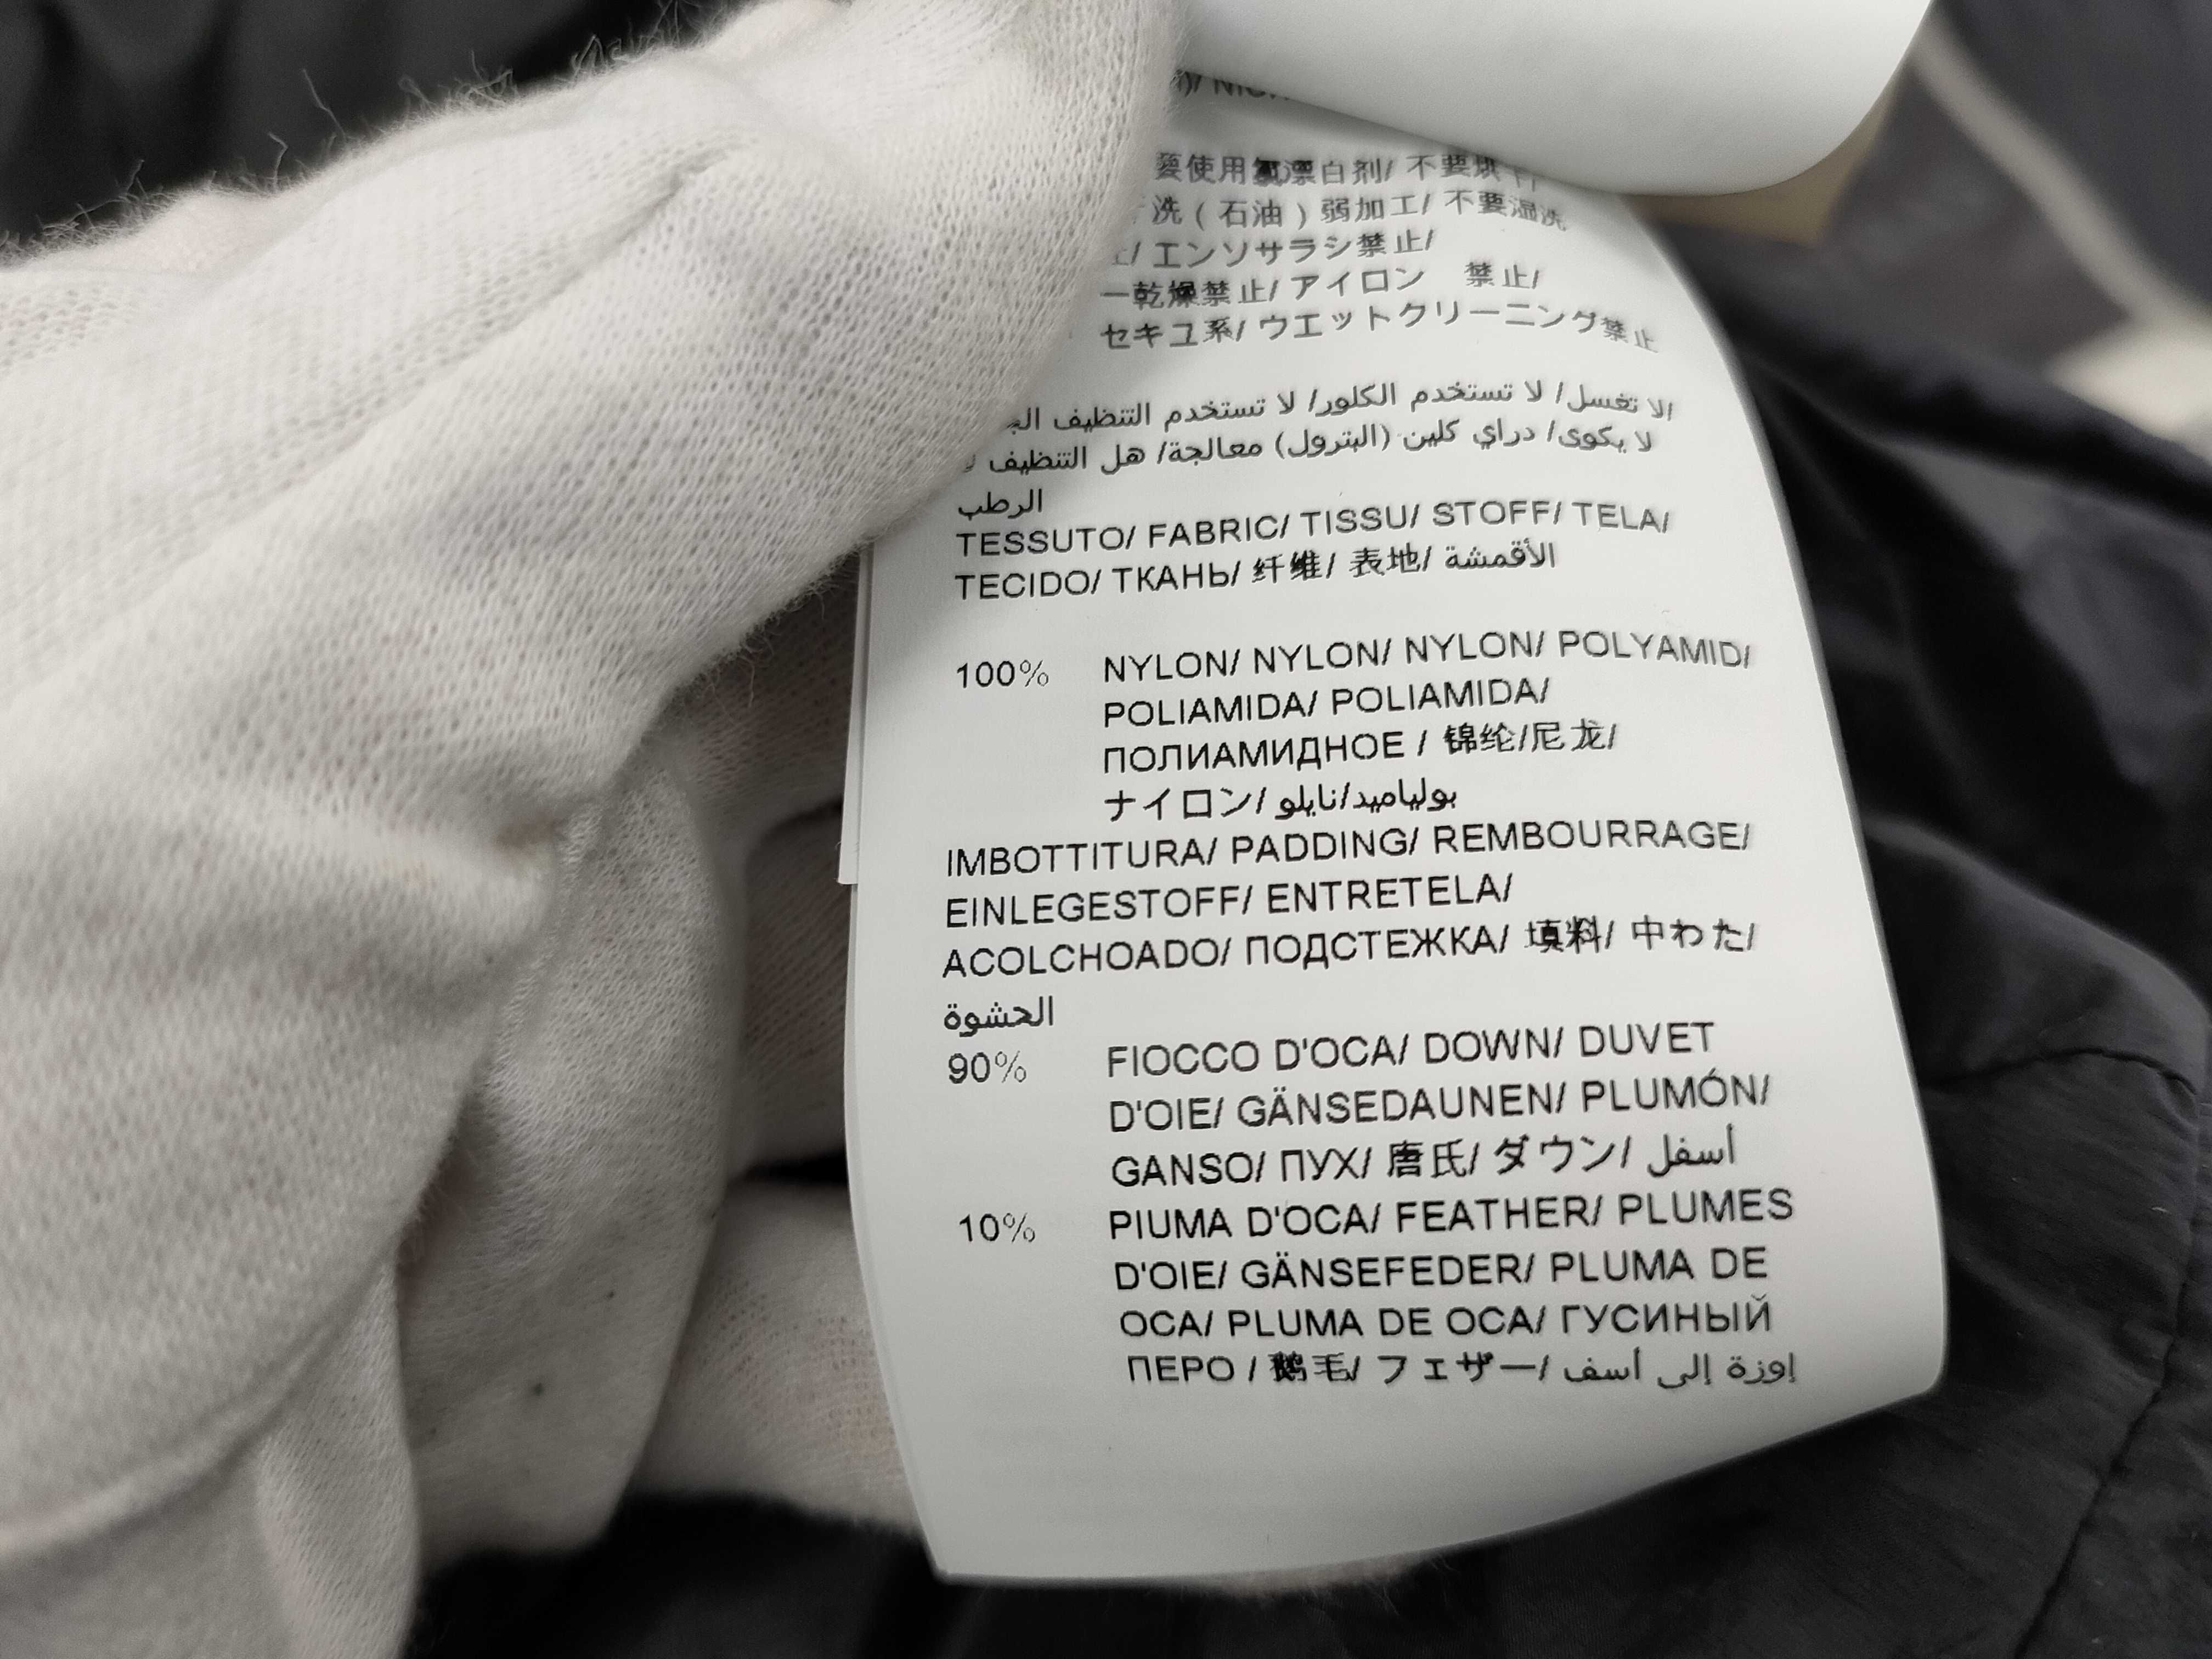 要使用氯漂白剂/ 不要烘
洗 ( 石油 ) 弱加工/ 不要湿洗
エンソサラシ禁止/
ー乾燥禁止/ アイロン 禁止/
セキユ系/ ウエットクリーニング禁止
لا تغسل/ لا تستخدم الكلور/ لا تستخدم التنظيف
لا يكوى/ دراي كلين (البترول) معالجة/ هل التنظيف
الرطب
TESSUTO/ FABRIC/ TISSU/ STOFF/ TELA/
TECIDO/ ТКАНЬ/ 纤维/ 表地/ الأقمشة
100% NYLON/ NYLON/ NYLON/ POLYAMID/
POLIAMIDA/ POLIAMIDA/
ПОЛИАМИДНОЕ / 锦纶/尼龙/
ナイロン/ بولياميد/نايلو
IMBOTTITURA/ PADDING/ REMBOURRAGE/
EINLEGESTOFF/ ENTRETELA/
ACOLCHOADO/ ПОДСТЕЖКА/ 填料/ 中わた/
الحشوة
90% FIOCCO D'OCA/ DOWN/ DUVET
D'OIE/ GÄNSEDAUNEN/ PLUMÓN/
GANSO/ ПУХ/ 唐氏/ ダウン/ أسفل
10% PIUMA D'OCA/ FEATHER/ PLUMES
D'OIE/ GÄNSEFEDER/ PLUMA DE
OCA/ PLUMA DE OCA/ ГУСИНЫЙ
ПЕРО / 鹅毛/ フェザー/ إوزة إلى أسف